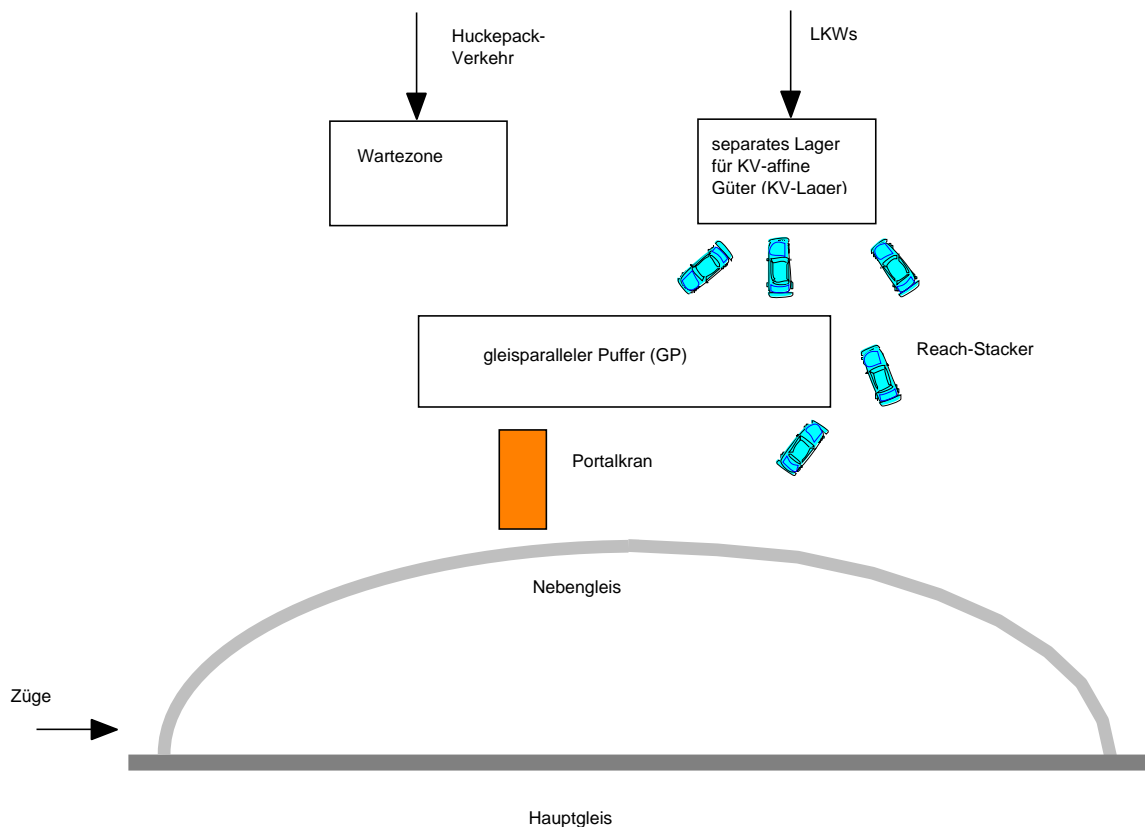 Huckepack-
Verkehr
LKWs
Wartezone
separates Lager
für KV-affine
Güter (KV-Lager)
gleisparalleler Puffer (GP)
Reach-Stacker
Portalkran
Nebengleis
Züge
Hauptgleis